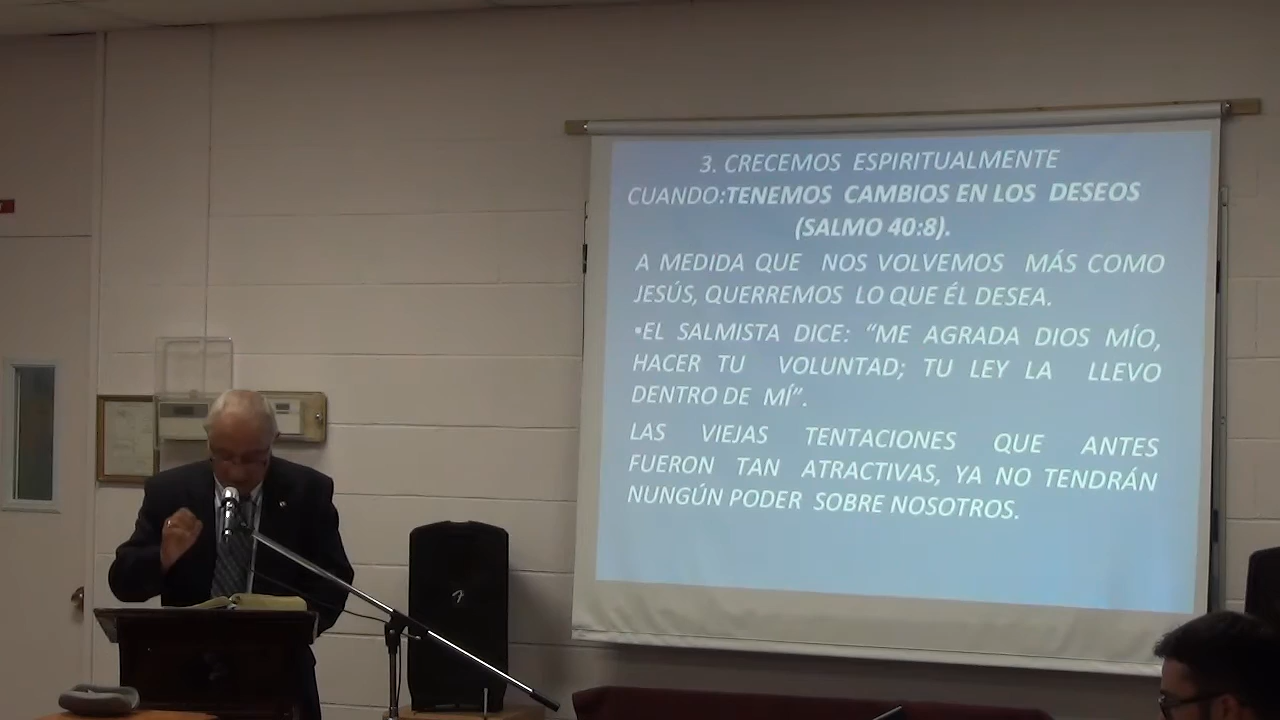 3. CRECEMOS ESPIRITUALMENTE
CUANDO:TENEMOS CAMBIOS EN LOS DESEOS
(SALMO 40:8).
A MEDIDA QUE NOS VOLVEMOS MÁS COMO
JESÚS, QUERREMOS LO QUE ÉL DESEA.
•EL SALMISTA DICE: “ME AGRADA DIOS MÍO,
HACER TU VOLUNTAD; TU LEY LA LLEVO
DENTRO DE MÍ”.
LAS VIEJAS TENTACIONES QUE ANTES
FUERON TAN ATRACTIVAS, YA NO TENDRÁN
NUNGÚN PODER SOBRE NOSOTROS.